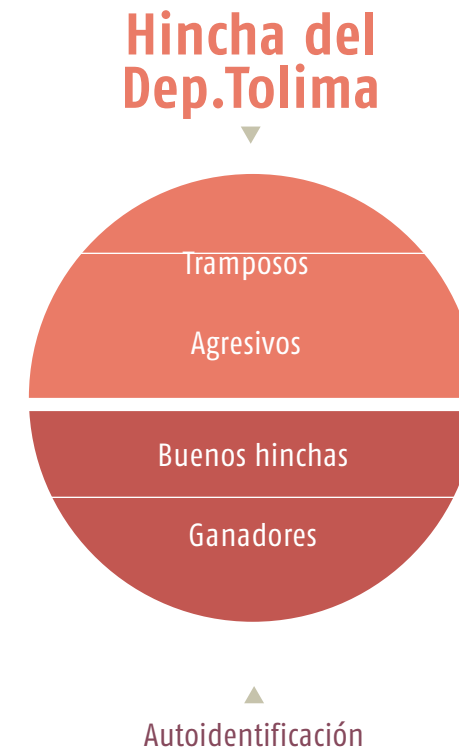 Hincha del
Dep.Tolima
Tramposos
Agresivos
Buenos hinchas
Ganadores
Autoidentificación